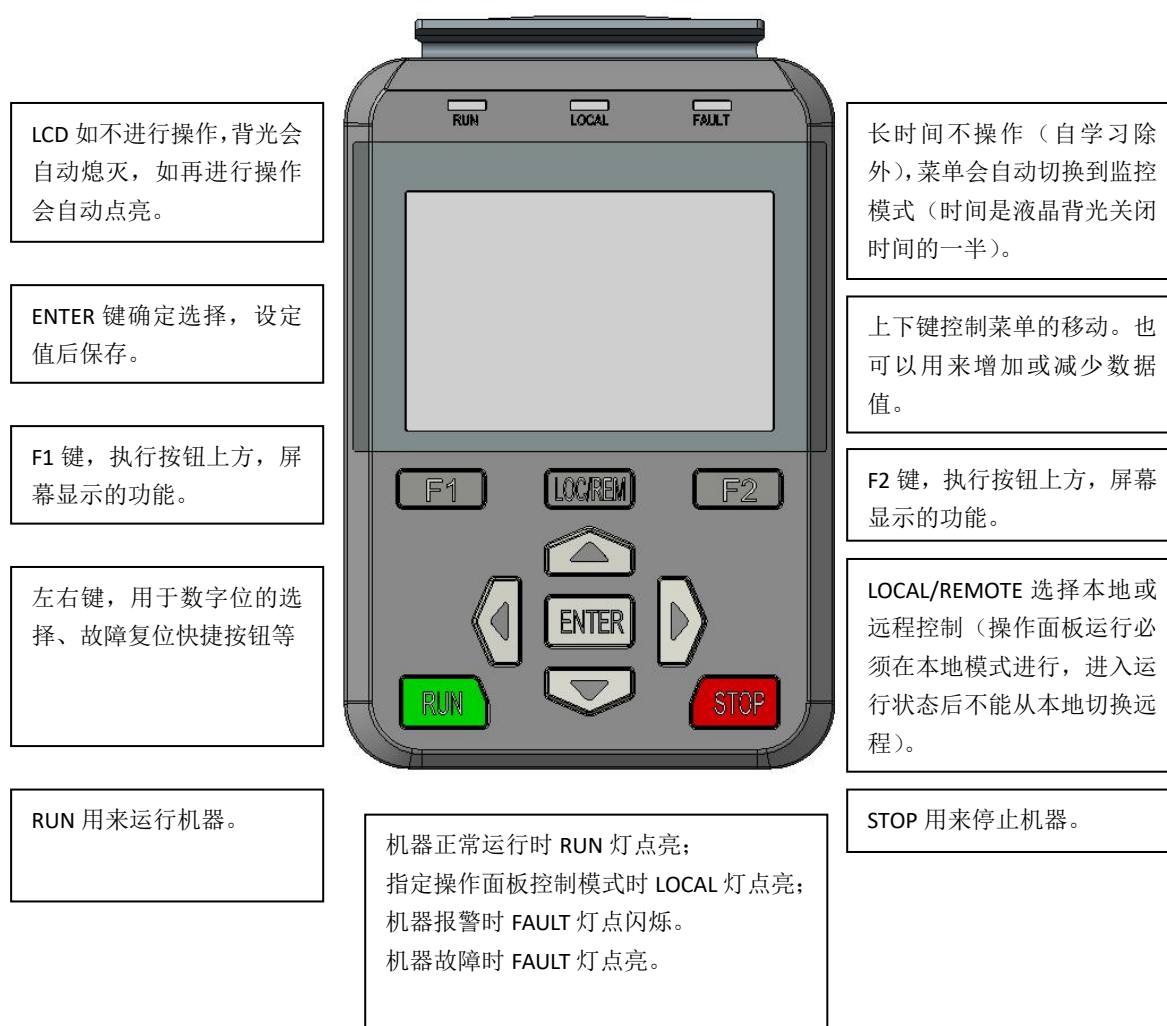 LCD 如不进行操作,背光会
自动熄灭，如再进行操作
会自动点亮。
ENTER 键确定选择，设定
值后保存。
F1 键，执行按钮上方，屏
幕显示的功能。
左右键，用于数字位的选
择、故障复位快捷按钮等
RUN 用来运行机器。
RUN
LOCAL
FAULT
F1
LOC/REM
F2
ENTER
RUN
STOP
机器正常运行时 RUN 灯点亮；
指定操作面板控制模式时 LOCAL 灯点亮；
机器报警时 FAULT 灯点闪烁。
机器故障时 FAULT 灯点亮。
长时间不操作（自学习除
外），菜单会自动切换到监控
模式（时间是液晶背光关闭
时间的一半）。
上下键控制菜单的移动。也
可以用来增加或减少数据
值。
F2 键，执行按钮上方，屏幕
显示的功能。
LOCAL/REMOTE 选择本地或
远程控制（操作面板运行必
须在本地模式进行，进入运
行状态后不能从本地切换远
程）。
STOP 用来停止机器。